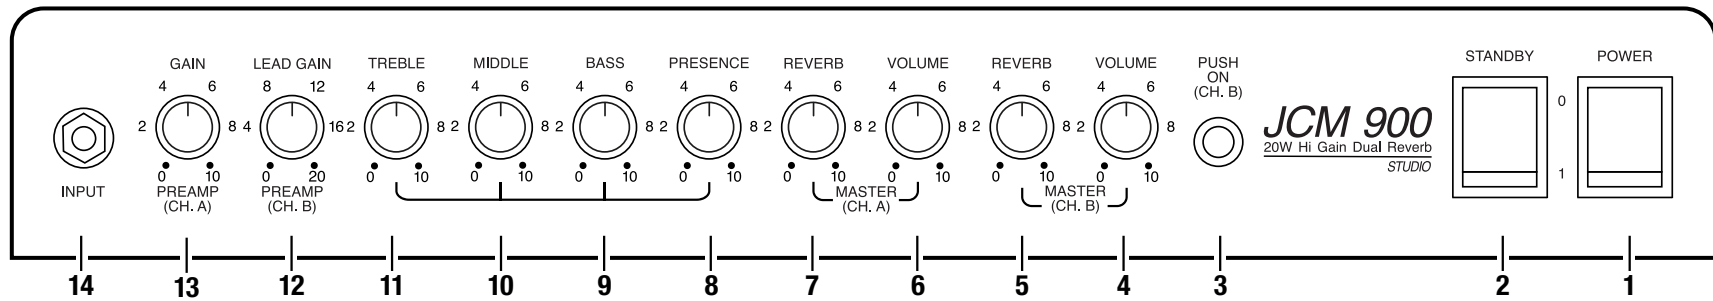 GAIN LEAD GAIN TREBLE MIDDLE BASS PRESENCE REVERB VOLUME REVERB VOLUME PUSH ON (CH. B) STANDBY POWER
4 6 8 12 4 6 4 6 4 6 4 6 4 6 4 6 4 6 4 6
2 8 4 16 2 8 2 8 2 8 2 8 2 8 2 8 2 8 2 8
0 10 0 20 0 10 0 10 0 10 0 10 0 10 0 10 0 10 0 10
0
1
JCM 900
20W Hi Gain Dual Reverb
STUDIO
INPUT
PREAMP (CH. A)
PREAMP (CH. B)
MASTER (CH. A)
MASTER (CH. B)
14 13 12 11 10 9 8 7 6 5 4 3 2 1